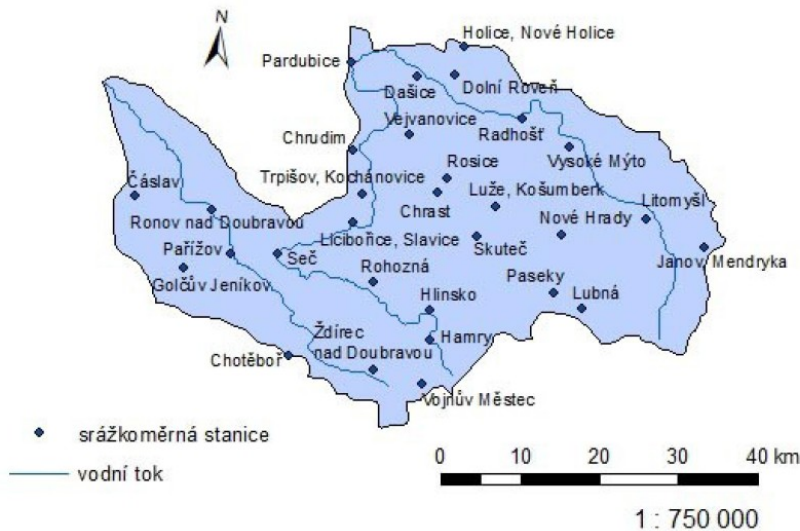 N
Holice, Nové Holice
Pardubice
Dašice
Dolní Roveň
Vejvanovice
Radhošť
Chrudim
Vysoké Mýto
Rosice
Trpišov, Kochánovice
Luže, Košumberk
Čáslav
Chrast
Litomyšl
Ronov nad Doubravou
Nové Hrady
Licibořice, Slavice
Skuteč
Pařížov
Seč
Janov, Mendryka
Golčův Jeníkov
Rohozná
Paseky
Lubná
Hlinsko
Ždírec
nad Doubravou
Hamry
Chotěboř
Vojnův Městec
srážkoměrná stanice
vodní tok
0 10 20 30 40 km
1 : 750 000